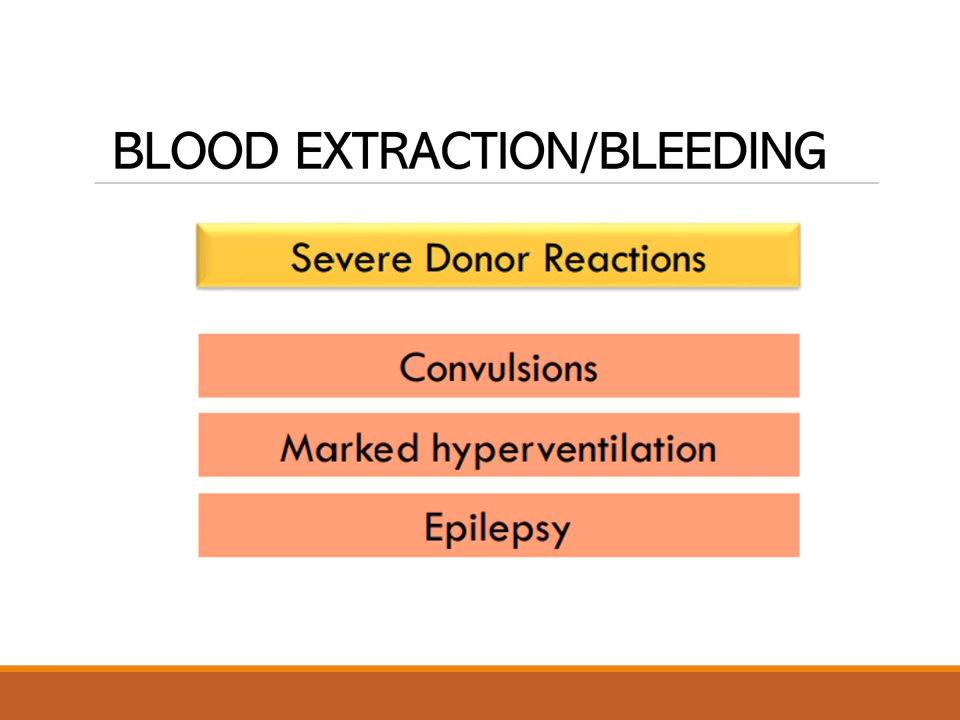 BLOOD EXTRACTION/BLEEDING
Severe Donor Reactions
Convulsions
Marked hyperventilation
Epilepsy